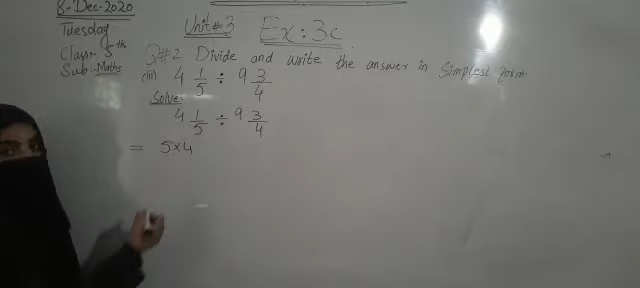 8-Dec-2020
Tuesday
Class:- 5th
Sub:- Maths
Unit#3 Ex:3c
Q#2 Divide and write the answer in Simplest form.
(iii) 4 1/5 ÷ 9 3/4
Solve:
4 1/5 ÷ 9 3/4
= 5×4